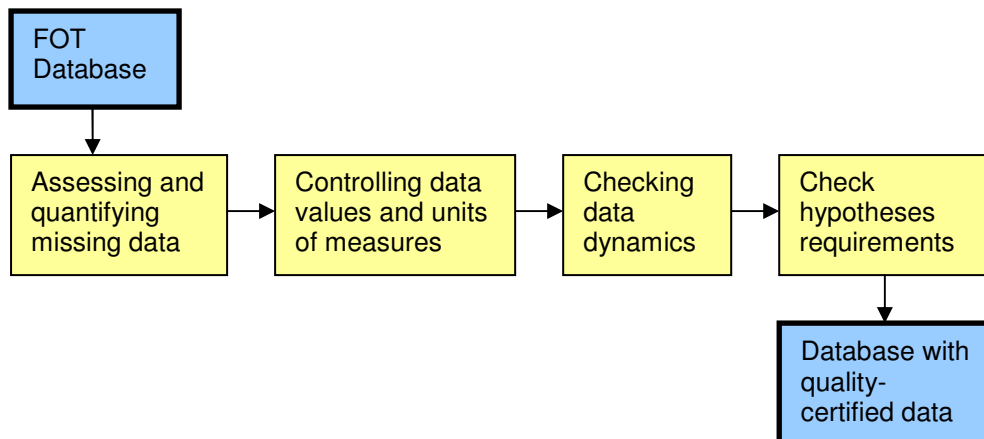 FOT
Database
Assessing and
quantifying
missing data
Controlling data
values and units
of measures
Checking
data
dynamics
Check
hypotheses
requirements
Database with
quality-
certified data